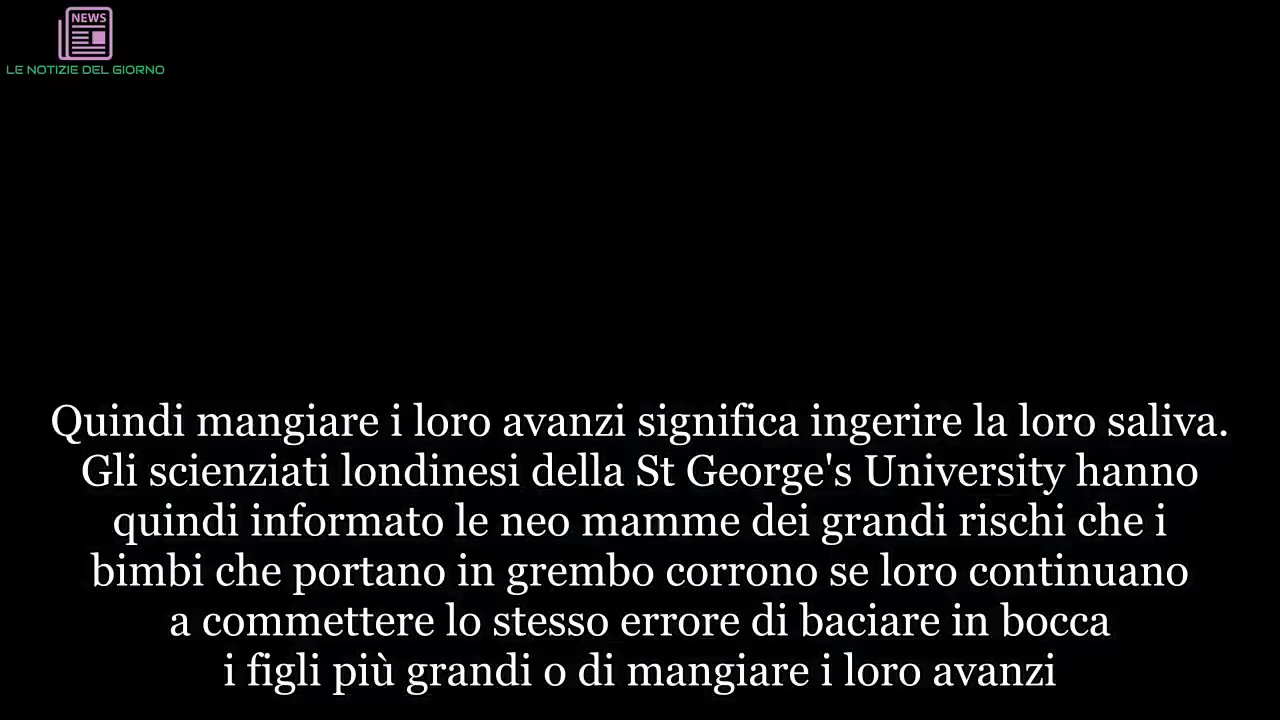 NEWS
LE NOTIZIE DEL GIORNO
Quindi mangiare i loro avanzi significa ingerire la loro saliva.
Gli scienziati londinesi della St George's University hanno
quindi informato le neo mamme dei grandi rischi che i
bimbi che portano in grembo corrono se loro continuano
a commettere lo stesso errore di baciare in bocca
i figli più grandi o di mangiare i loro avanzi